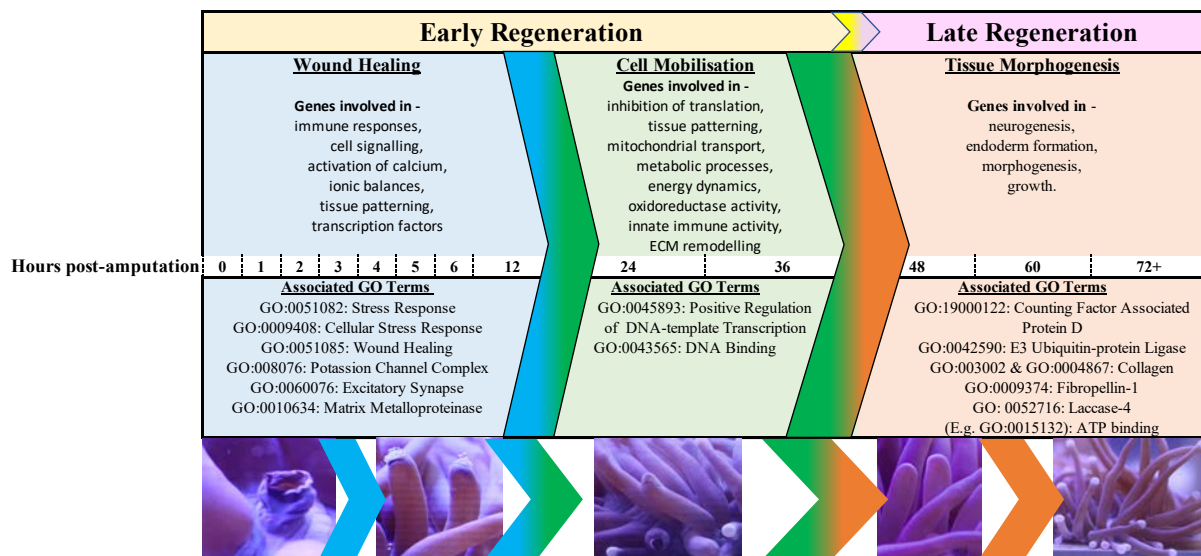 Early Regeneration
Late Regeneration
Wound Healing
Genes involved in -
immune responses,
cell signalling,
activation of calcium,
ionic balances,
tissue patterning,
transcription factors
Cell Mobilisation
Genes involved in -
inhibition of translation,
tissue patterning,
mitochondrial transport,
metabolic processes,
energy dynamics,
oxidoreductase activity,
innate immune activity,
ECM remodelling
Tissue Morphogenesis
Genes involved in -
neurogenesis,
endoderm formation,
morphogenesis,
growth.
Hours post-amputation 0 1 2 3 4 5 6 12 24 36 48 60 72+
Associated GO Terms
GO:0051082: Stress Response
GO:0009408: Cellular Stress Response
GO:0051085: Wound Healing
GO:008076: Potassion Channel Complex
GO:0060076: Excitatory Synapse
GO:0010634: Matrix Metalloproteinase
Associated GO Terms
GO:0045893: Positive Regulation
of DNA-template Transcription
GO:0043565: DNA Binding
Associated GO Terms
GO:19000122: Counting Factor Associated
Protein D
GO:0042590: E3 Ubiquitin-protein Ligase
GO:003002 & GO:0004867: Collagen
GO:0009374: Fibropellin-1
GO: 0052716: Laccase-4
(E.g. GO:0015132): ATP binding